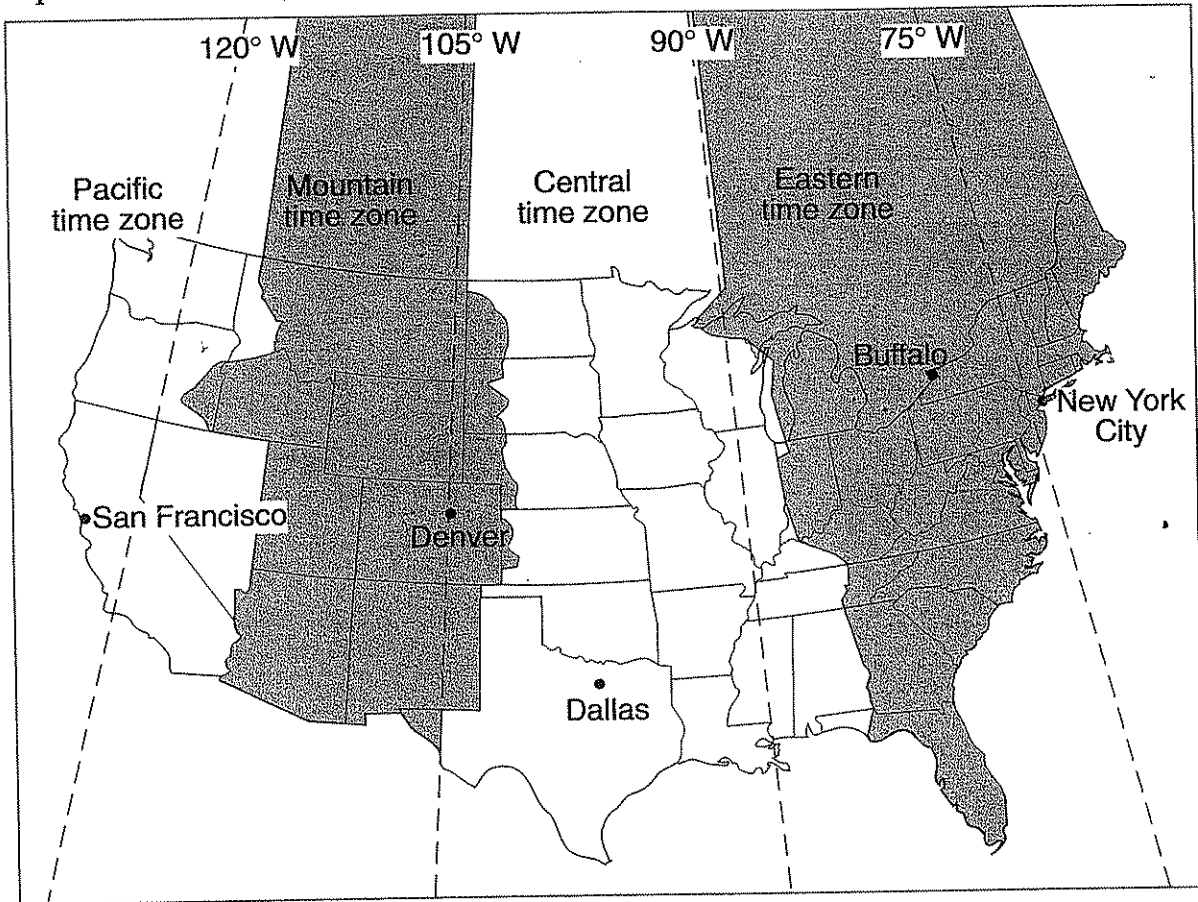 120° W
105° W
90° W
75° W
Pacific
time zone
Mountain
time zone
Central
time zone
Eastern
time zone
Buffalo
New York
City
San Francisco
Denver
Dallas